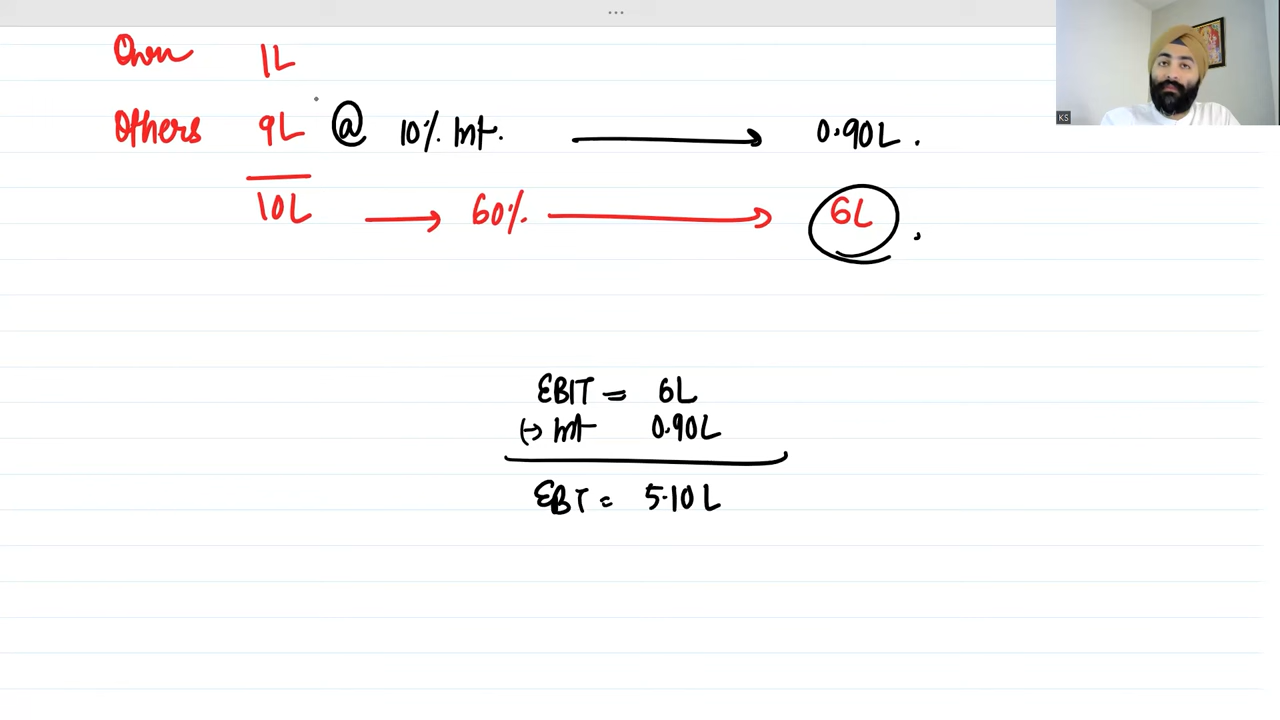 Own 1L
Others 9L @ 10% Int. → 0.90L.
10L → 60% → 6L.
EBIT = 6L
(-) Int 0.90L
EBT = 5.10L
KS